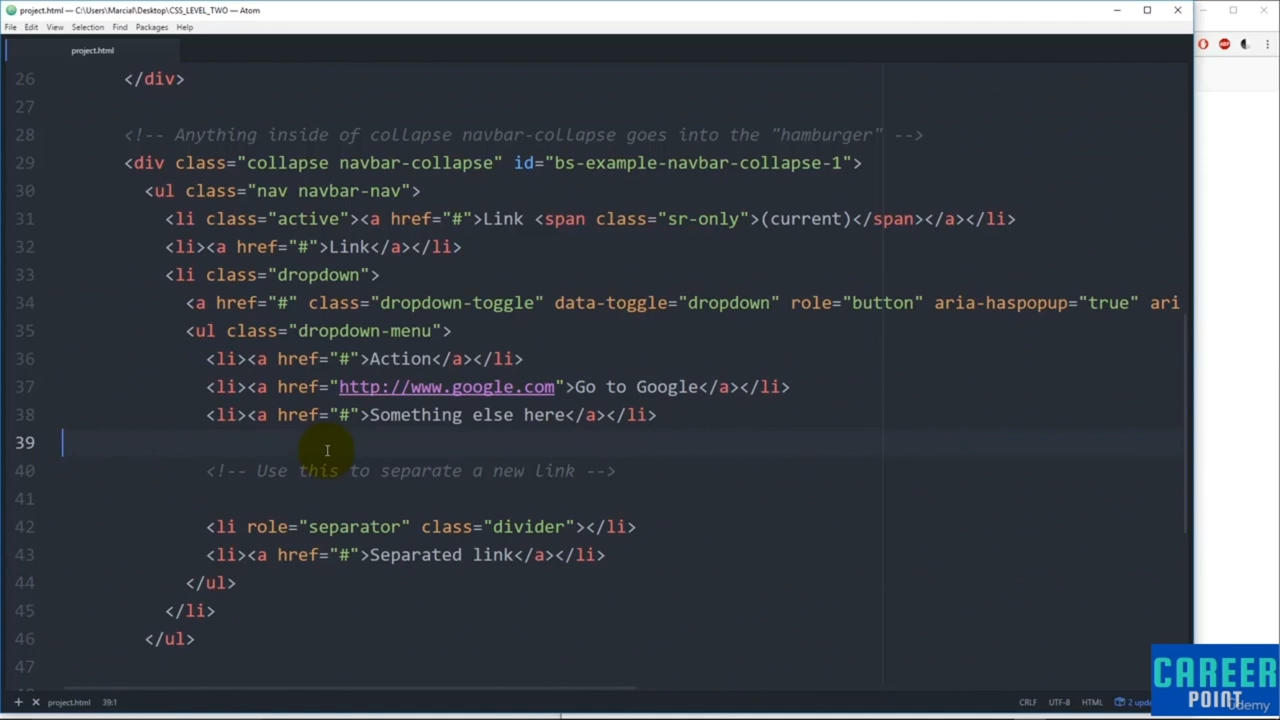 project.html — C:\Users\Marcial\Desktop\CSS_LEVEL_TWO — Atom
File Edit View Selection Find Packages Help
project.html
26 </div>
27
28 <!-- Anything inside of collapse navbar-collapse goes into the "hamburger" -->
29 <div class="collapse navbar-collapse" id="bs-example-navbar-collapse-1">
30 <ul class="nav navbar-nav">
31 <li class="active"><a href="#">Link <span class="sr-only">(current)</span></a></li>
32 <li><a href="#">Link</a></li>
33 <li class="dropdown">
34 <a href="#" class="dropdown-toggle" data-toggle="dropdown" role="button" aria-haspopup="true" ari
35 <ul class="dropdown-menu">
36 <li><a href="#">Action</a></li>
37 <li><a href="http://www.google.com">Go to Google</a></li>
38 <li><a href="#">Something else here</a></li>
39
40 <!-- Use this to separate a new link -->
41
42 <li role="separator" class="divider"></li>
43 <li><a href="#">Separated link</a></li>
44 </ul>
45 </li>
46 </ul>
47
project.html 39:1 CRLF UTF-8 HTML 2 upda
CAREER
POINT
Udemy